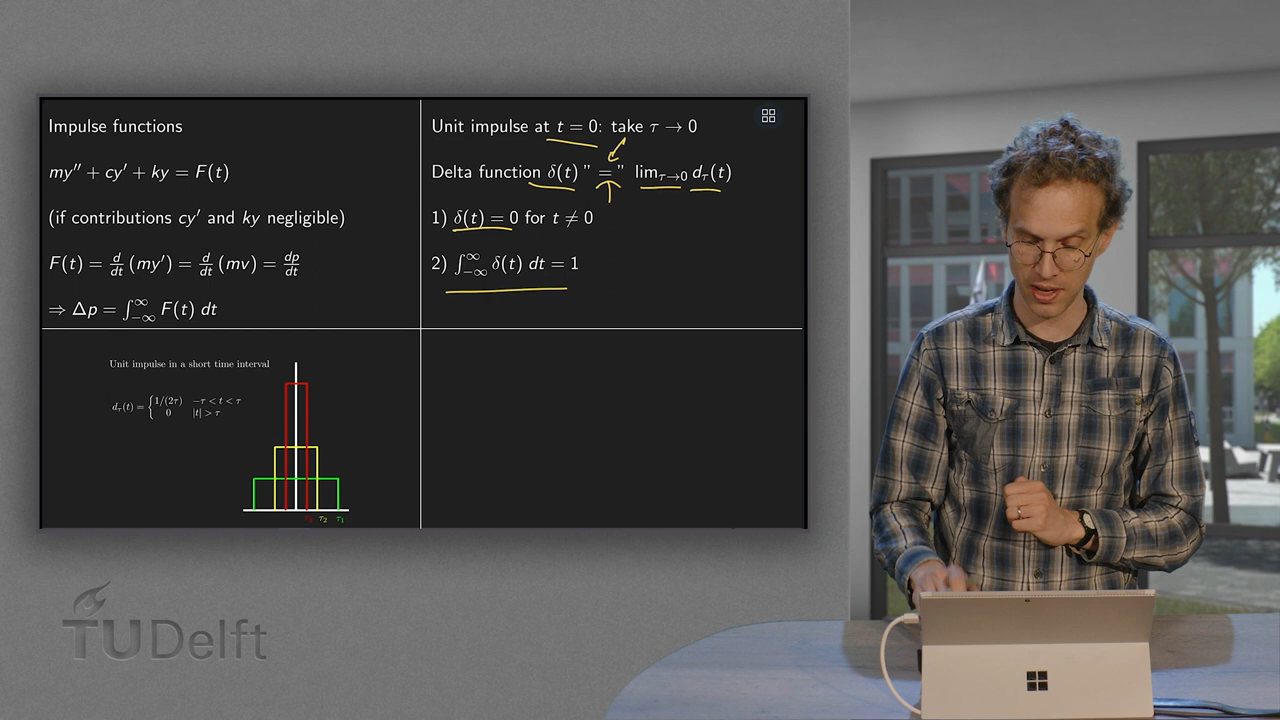 Impulse functions
my″ + cy′ + ky = F(t)
(if contributions cy′ and ky negligible)
F(t) = d/dt (my′) = d/dt (mv) = dp/dt
⇒ Δp = ∫_{-∞}^{∞} F(t) dt
Unit impulse at t = 0: take τ → 0
Delta function δ(t) " = " lim_{τ→0} d_τ(t)
1) δ(t) = 0 for t ≠ 0
2) ∫_{-∞}^{∞} δ(t) dt = 1
Unit impulse in a short time interval
d_τ(t) = { 1/(2τ) −τ < t < τ
0 |t| > τ
τ₂ τ₁
TUDelft